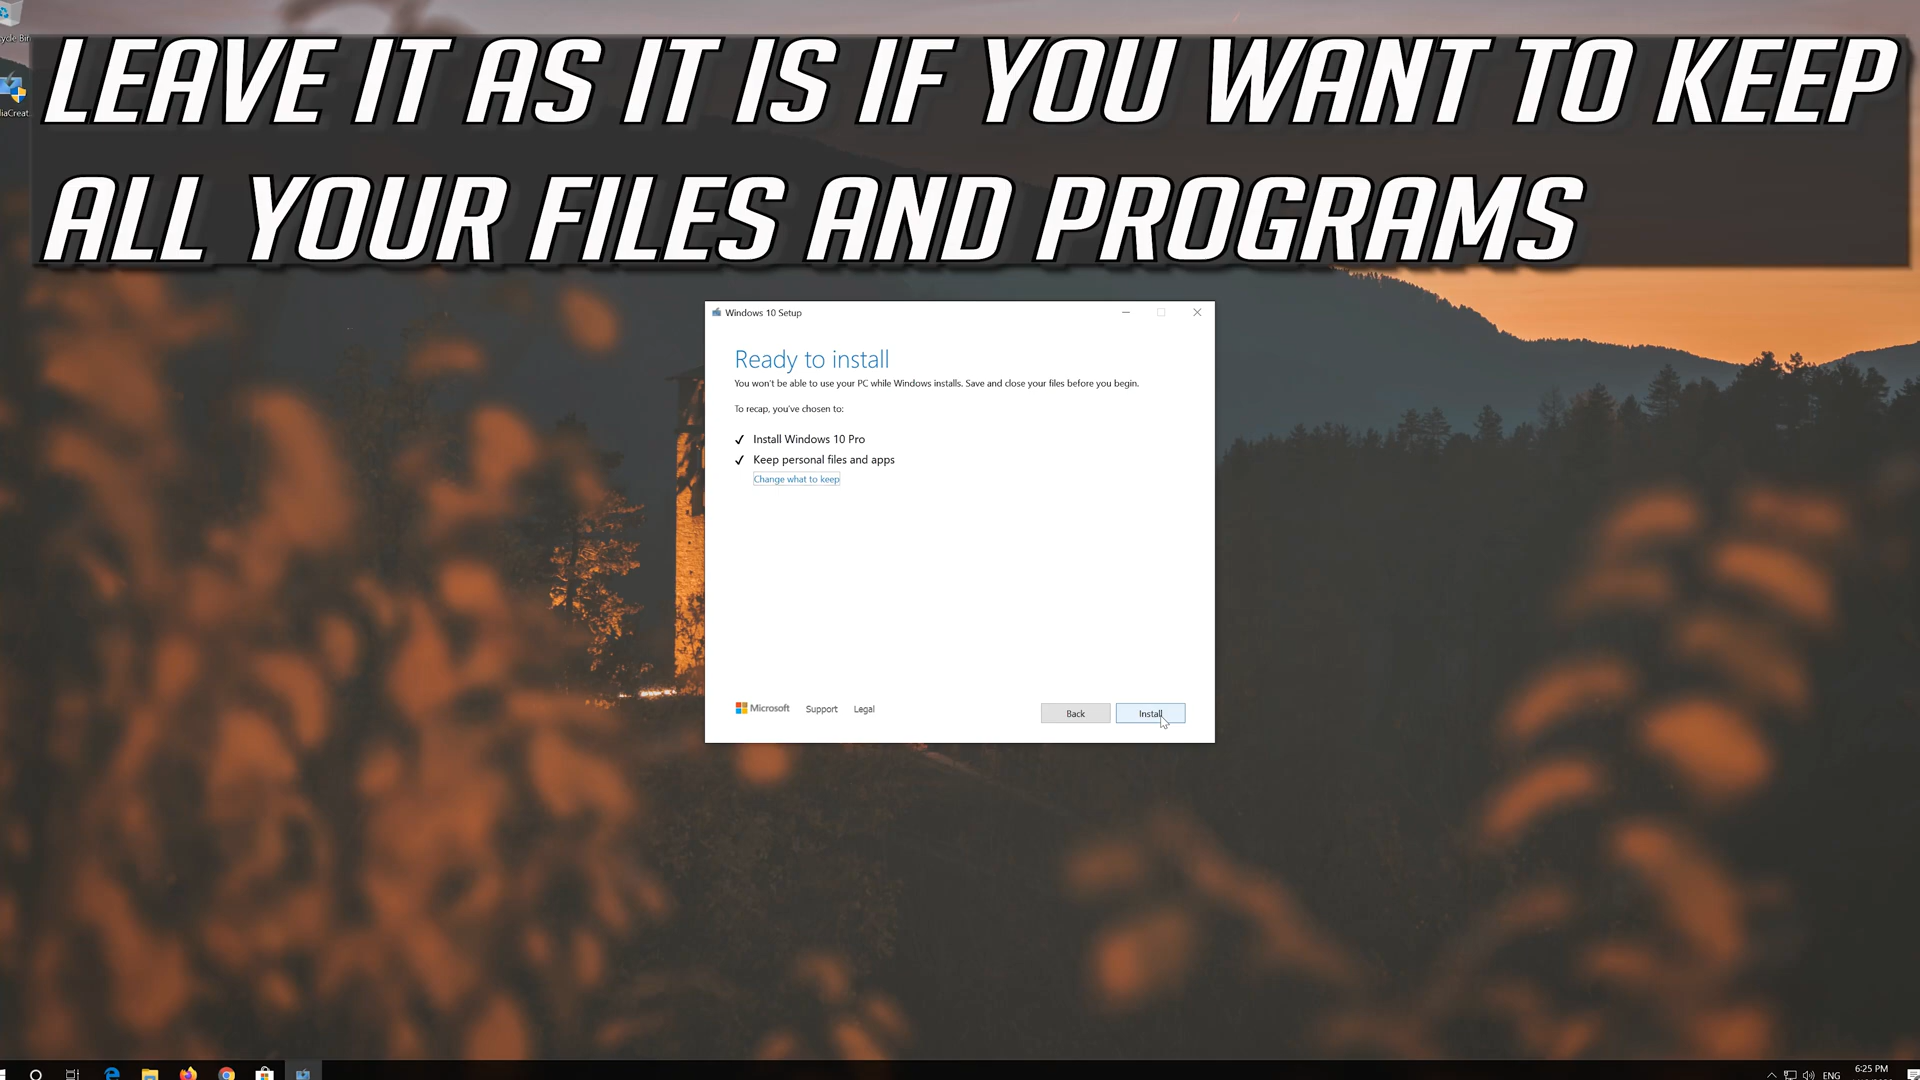 LEAVE IT AS IT IS IF YOU WANT TO KEEP
ALL YOUR FILES AND PROGRAMS
Windows 10 Setup
Ready to install
You won't be able to use your PC while Windows installs. Save and close your files before you begin.
To recap, you've chosen to:
Install Windows 10 Pro
Keep personal files and apps
Change what to keep
Microsoft Support Legal
Back Install
ENG
6:25 PM